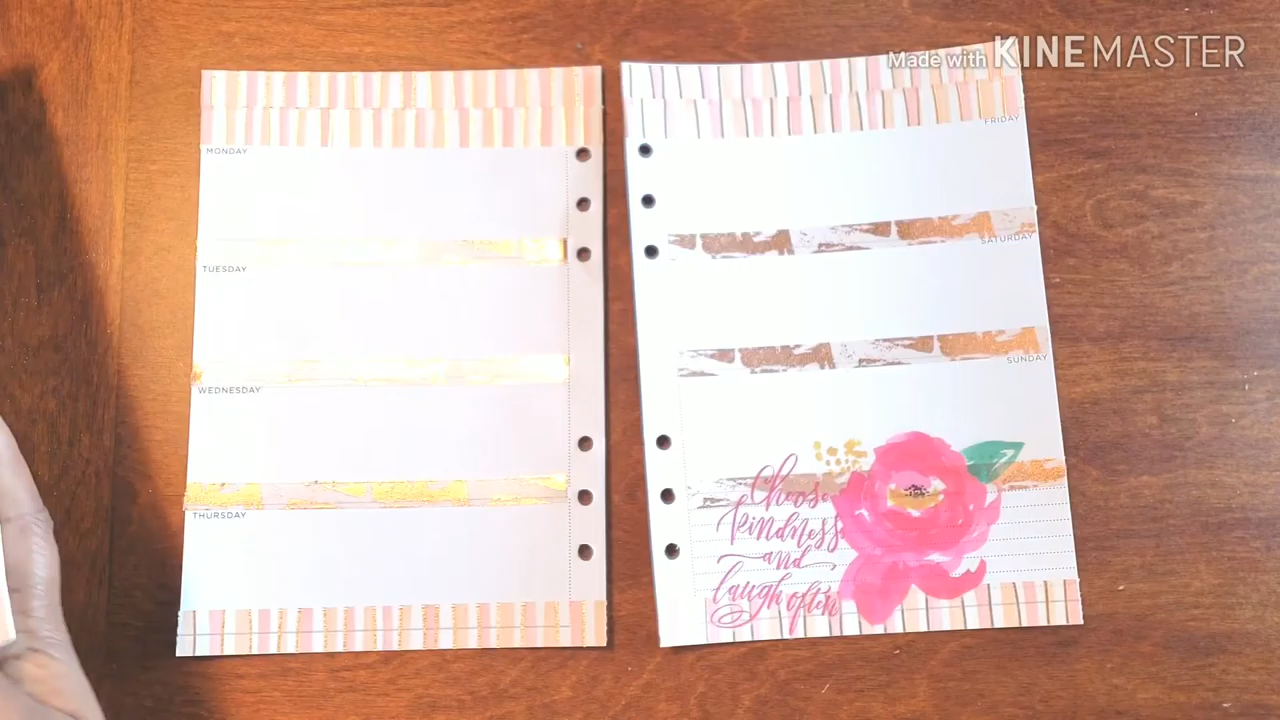 Made with KINEMASTER
MONDAY
TUESDAY
WEDNESDAY
THURSDAY
FRIDAY
SATURDAY
SUNDAY
Choose
kindness
and
laugh often